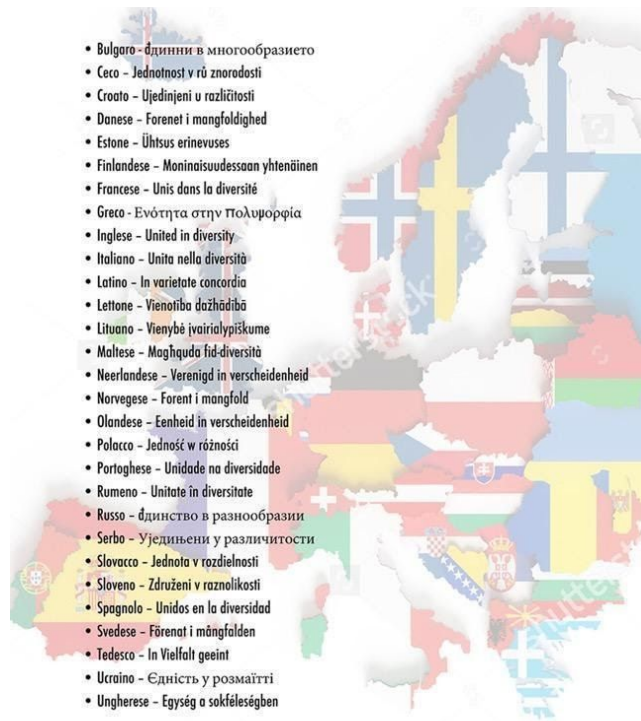 • Bulgaro - đдинни в многообразието
• Ceco – Jednotnost v rů znorodosti
• Croato – Ujedinjeni u različitosti
• Danese – Forenet i mangfoldighed
• Estone – Ühtsus erinevuses
• Finlandese – Moninaisuudessaan yhtenäinen
• Francese – Unis dans la diversité
• Greco - Ενότητα στην πολυμορφία
• Inglese – United in diversity
• Italiano – Unita nella diversità
• Latino – In varietate concordia
• Lettone – Vienotiba dažhādībā
• Lituano – Vienybė įvairialypiškume
• Maltese – Magħquda fid-diversità
• Neerlandese – Verenigd in verscheidenheid
• Norvegese – Forent i mangfold
• Olandese – Eenheid in verscheidenheid
• Polacco – Jedność w różności
• Portoghese – Unidade na diversidade
• Rumeno – Unitate în diversitate
• Russo – đдинство в разнообразии
• Serbo – Уједињени у различитости
• Slovacco – Jednota v rozdielnosti
• Sloveno – Združeni v raznolikosti
• Spagnolo – Unidos en la diversidad
• Svedese – Förenat i mångfalden
• Tedesco – In Vielfalt geeint
• Ucraino – Єдність у розмаїтті
• Ungherese – Egység a sokféleségben